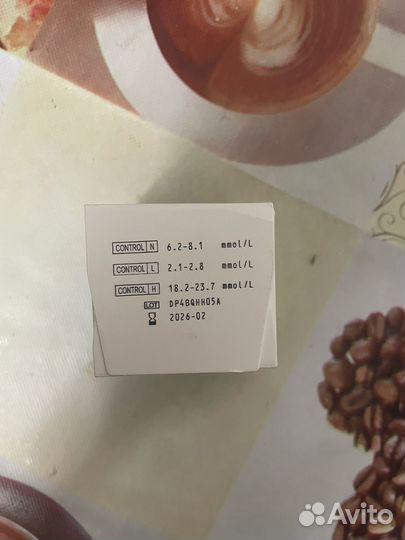 CONTROL N 6.2-8.1 mmol/L
CONTROL L 2.1-2.8 mmol/L
CONTROL H 18.2-23.7 mmol/L
LOT DP4BQHH05A
2026-02
Avito